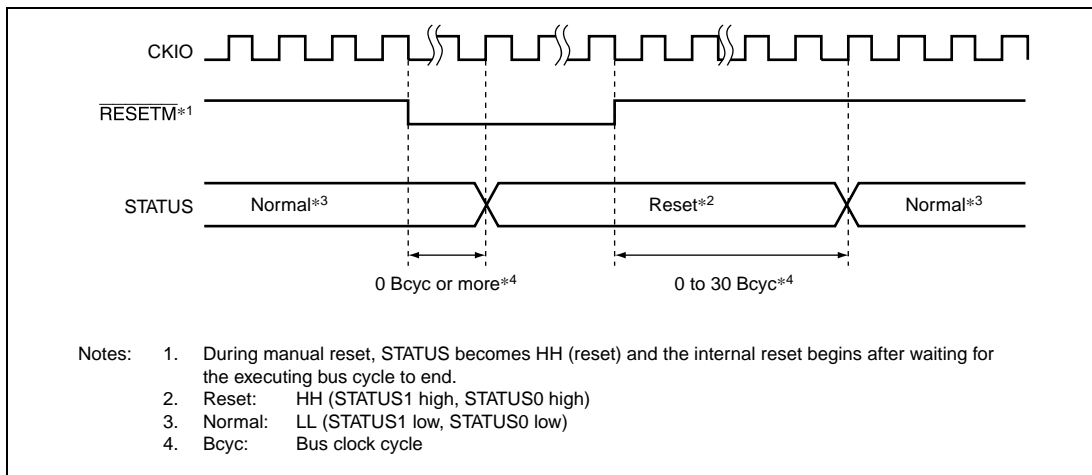 CKIO
RESETM*1
STATUS
Normal*3
Reset*2
Normal*3
0 Bcyc or more*4
0 to 30 Bcyc*4
Notes: 1. During manual reset, STATUS becomes HH (reset) and the internal reset begins after waiting for
the executing bus cycle to end.
2. Reset: HH (STATUS1 high, STATUS0 high)
3. Normal: LL (STATUS1 low, STATUS0 low)
4. Bcyc: Bus clock cycle